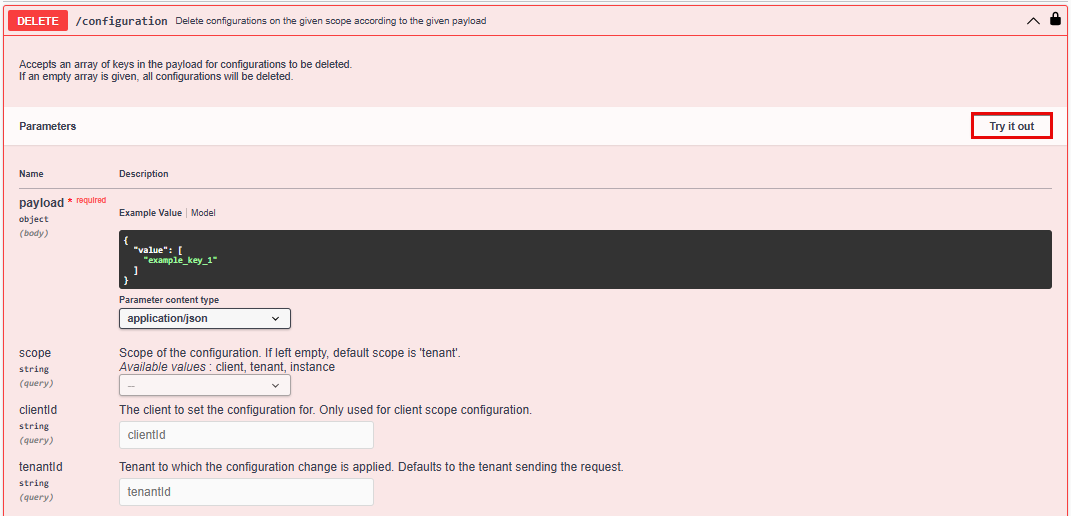 DELETE /configuration Delete configurations on the given scope according to the given payload
Accepts an array of keys in the payload for configurations to be deleted.
If an empty array is given, all configurations will be deleted.
Parameters Try it out
Name Description
payload * required
object
(body)
Example Value | Model
{
  "value": [
    "example_key_1"
  ]
}
Parameter content type
application/json
scope
string
(query)
Scope of the configuration. If left empty, default scope is 'tenant'.
Available values : client, tenant, instance
--
clientId
string
(query)
The client to set the configuration for. Only used for client scope configuration.
clientId
tenantId
string
(query)
Tenant to which the configuration change is applied. Defaults to the tenant sending the request.
tenantId